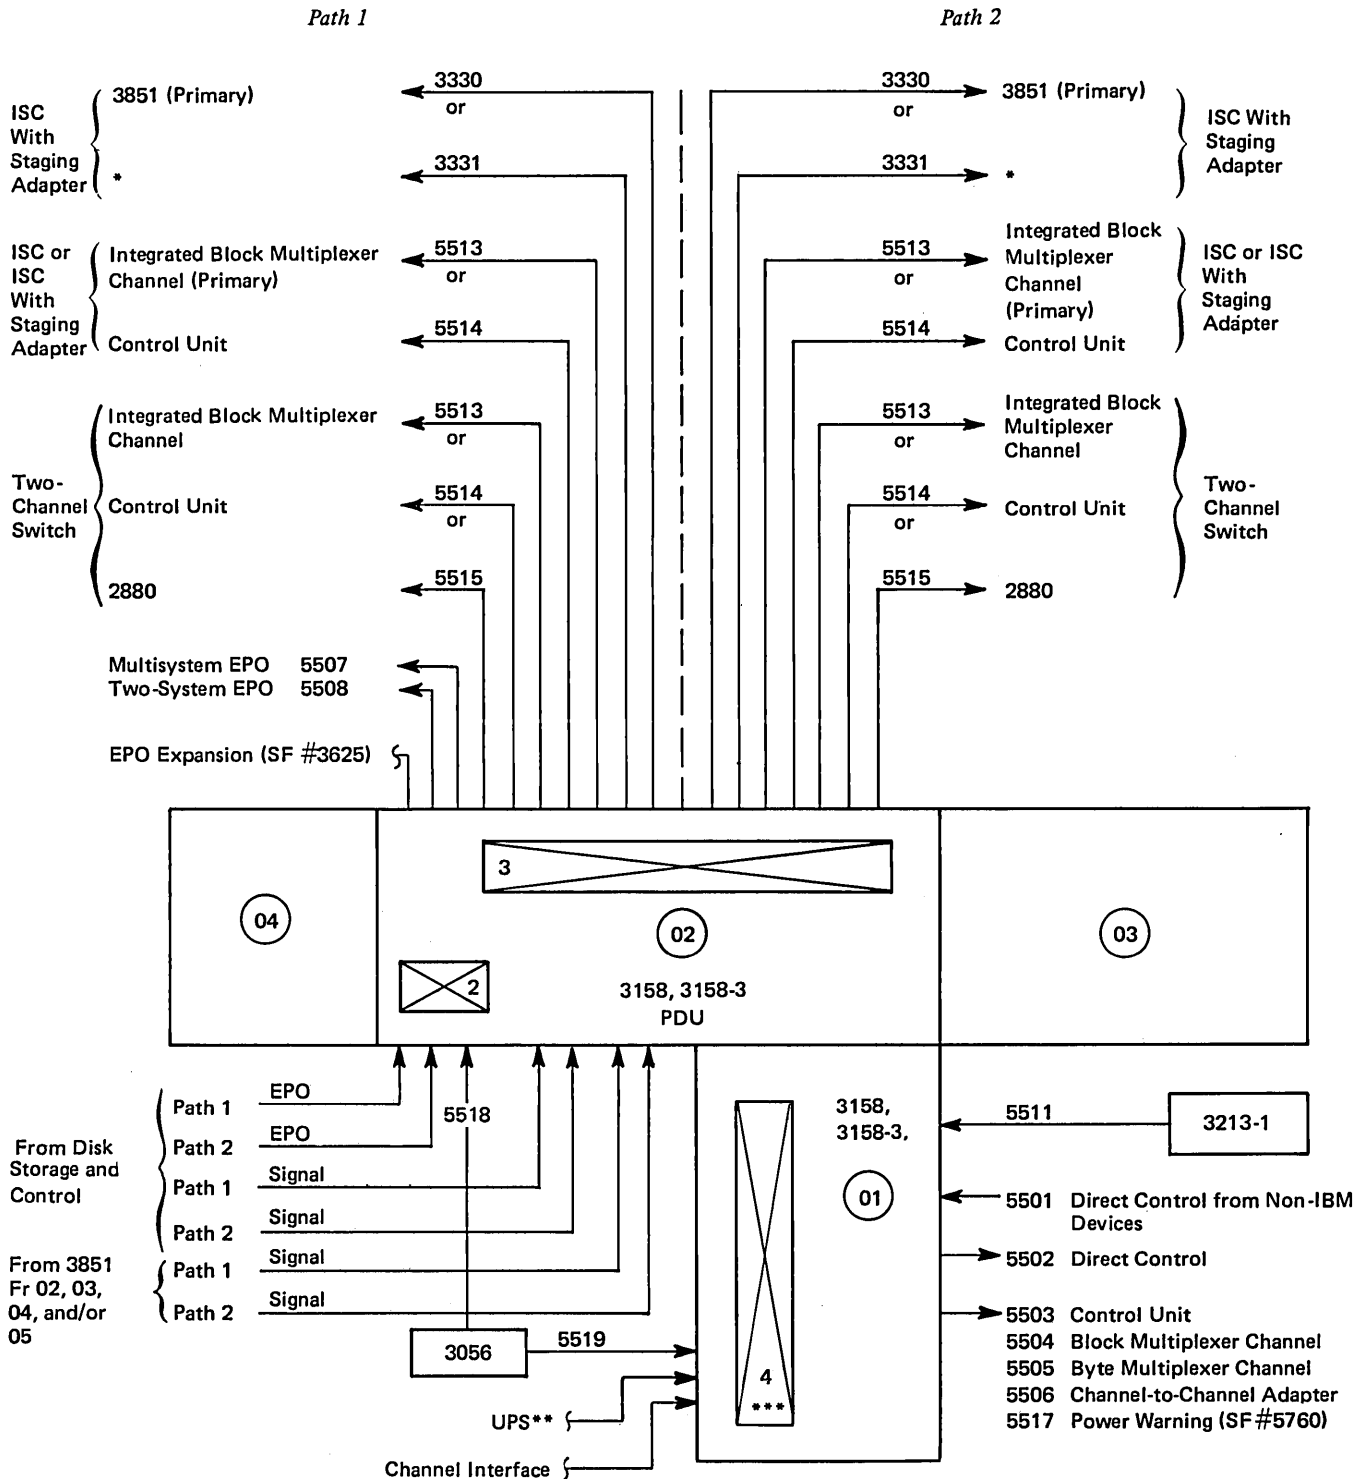 Path 1
Path 2
ISC
With
Staging
Adapter
3851 (Primary)
*
3330
or
3331
3330
or
3331
3851 (Primary)
*
ISC With
Staging
Adapter
ISC or
ISC
With
Staging
Adapter
Integrated Block Multiplexer
Channel (Primary)
Control Unit
5513
or
5514
5513
or
5514
Integrated Block
Multiplexer
Channel
(Primary)
Control Unit
ISC or ISC
With
Staging
Adapter
Two-
Channel
Switch
Integrated Block Multiplexer
Channel
Control Unit
2880
5513
or
5514
or
5515
5513
or
5514
or
5515
Integrated Block
Multiplexer
Channel
Control Unit
2880
Two-
Channel
Switch
Multisystem EPO 5507
Two-System EPO 5508
EPO Expansion (SF #3625)
3
04
02
03
2
3158, 3158-3
PDU
From Disk
Storage and
Control
Path 1 EPO
Path 2 EPO
Path 1 Signal
Path 2 Signal
5518
From 3851
Fr 02, 03,
04, and/or
05
Path 1 Signal
Path 2 Signal
3056
5519
UPS**
Channel Interface
3158,
3158-3,
01
4
***
5511
3213-1
5501 Direct Control from Non-IBM
Devices
5502 Direct Control
5503 Control Unit
5504 Block Multiplexer Channel
5505 Byte Multiplexer Channel
5506 Channel-to-Channel Adapter
5517 Power Warning (SF #5760)